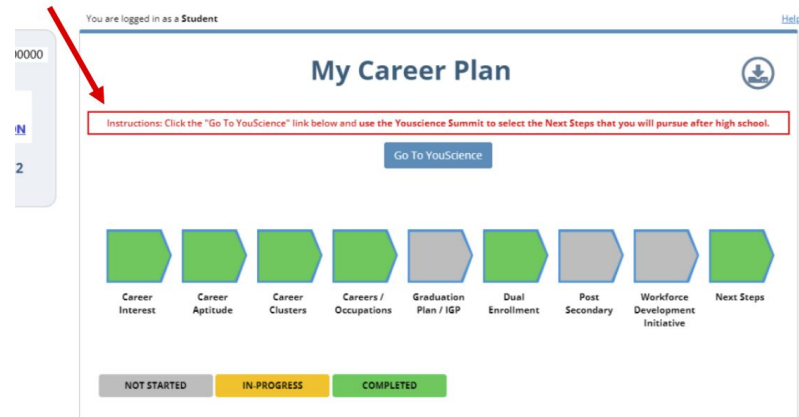 You are logged in as a Student
Help
00000
ON
2
My Career Plan
Instructions: Click the "Go To YouScience" link below and use the Youscience Summit to select the Next Steps that you will pursue after high school.
Go To YouScience
Career Interest
Career Aptitude
Career Clusters
Careers / Occupations
Graduation Plan / IGP
Dual Enrollment
Post Secondary
Workforce Development Initiative
Next Steps
NOT STARTED
IN-PROGRESS
COMPLETED